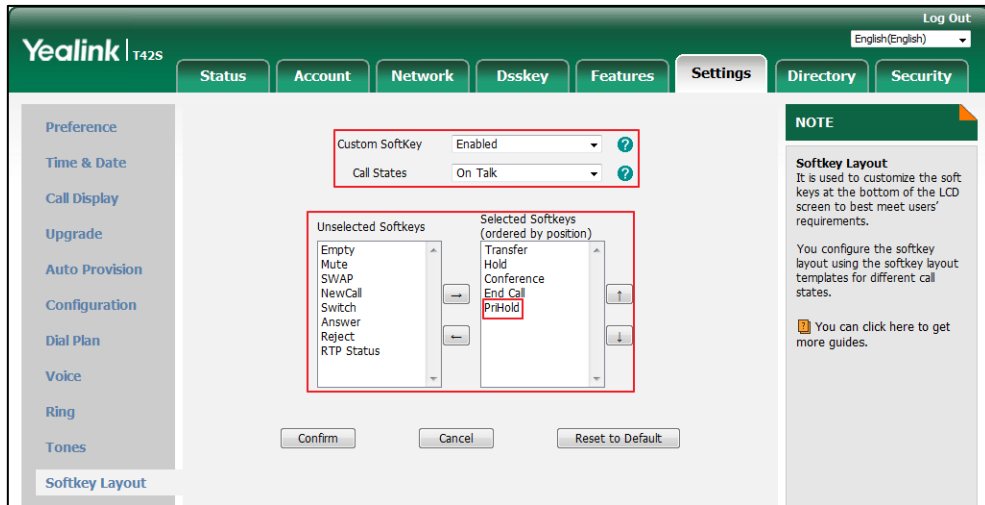 Log Out
Yealink T42S
English(English)
Status Account Network Dsskey Features Settings Directory Security
Preference
Time & Date
Call Display
Upgrade
Auto Provision
Configuration
Dial Plan
Voice
Ring
Tones
Softkey Layout
Custom SoftKey Enabled ?
Call States On Talk ?
Unselected Softkeys
Empty
Mute
SWAP
NewCall
Switch
Answer
Reject
RTP Status
→
←
Selected Softkeys
(ordered by position)
Transfer
Hold
Conference
End Call
PriHold
↑
↓
Confirm Cancel Reset to Default
NOTE
Softkey Layout
It is used to customize the soft
keys at the bottom of the LCD
screen to best meet users'
requirements.
You configure the softkey
layout using the softkey layout
templates for different call
states.
? You can click here to get
more guides.